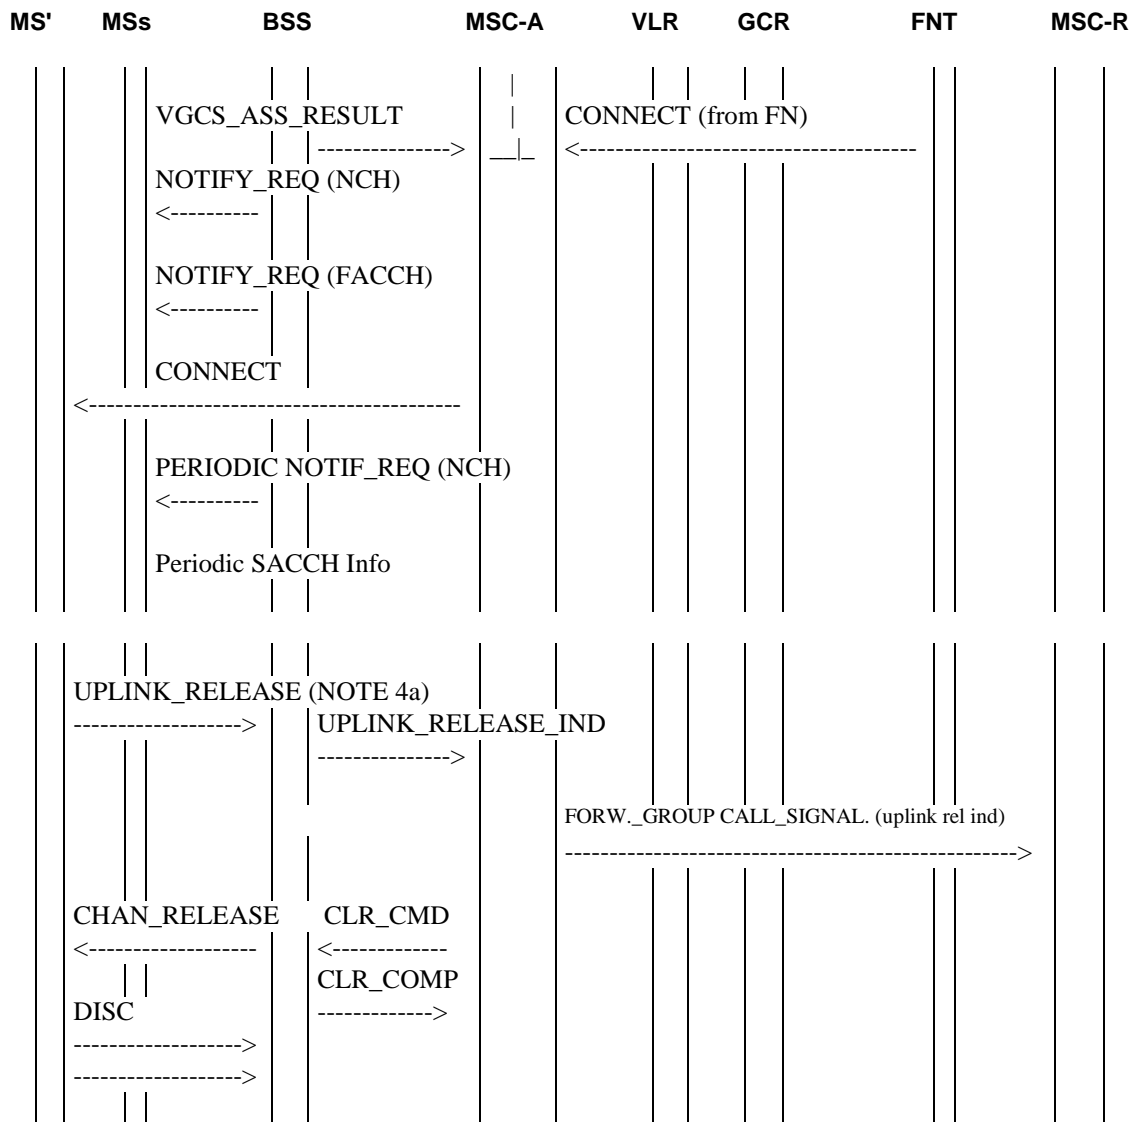 MS' MSs BSS MSC-A VLR GCR FNT MSC-R
VGCS_ASS_RESULT CONNECT (from FN)
NOTIFY_REQ (NCH)
NOTIFY_REQ (FACCH)
CONNECT
PERIODIC NOTIF_REQ (NCH)
Periodic SACCH Info
UPLINK_RELEASE (NOTE 4a)
UPLINK_RELEASE_IND
FORW._GROUP CALL_SIGNAL. (uplink rel ind)
CHAN_RELEASE CLR_CMD
CLR_COMP
DISC